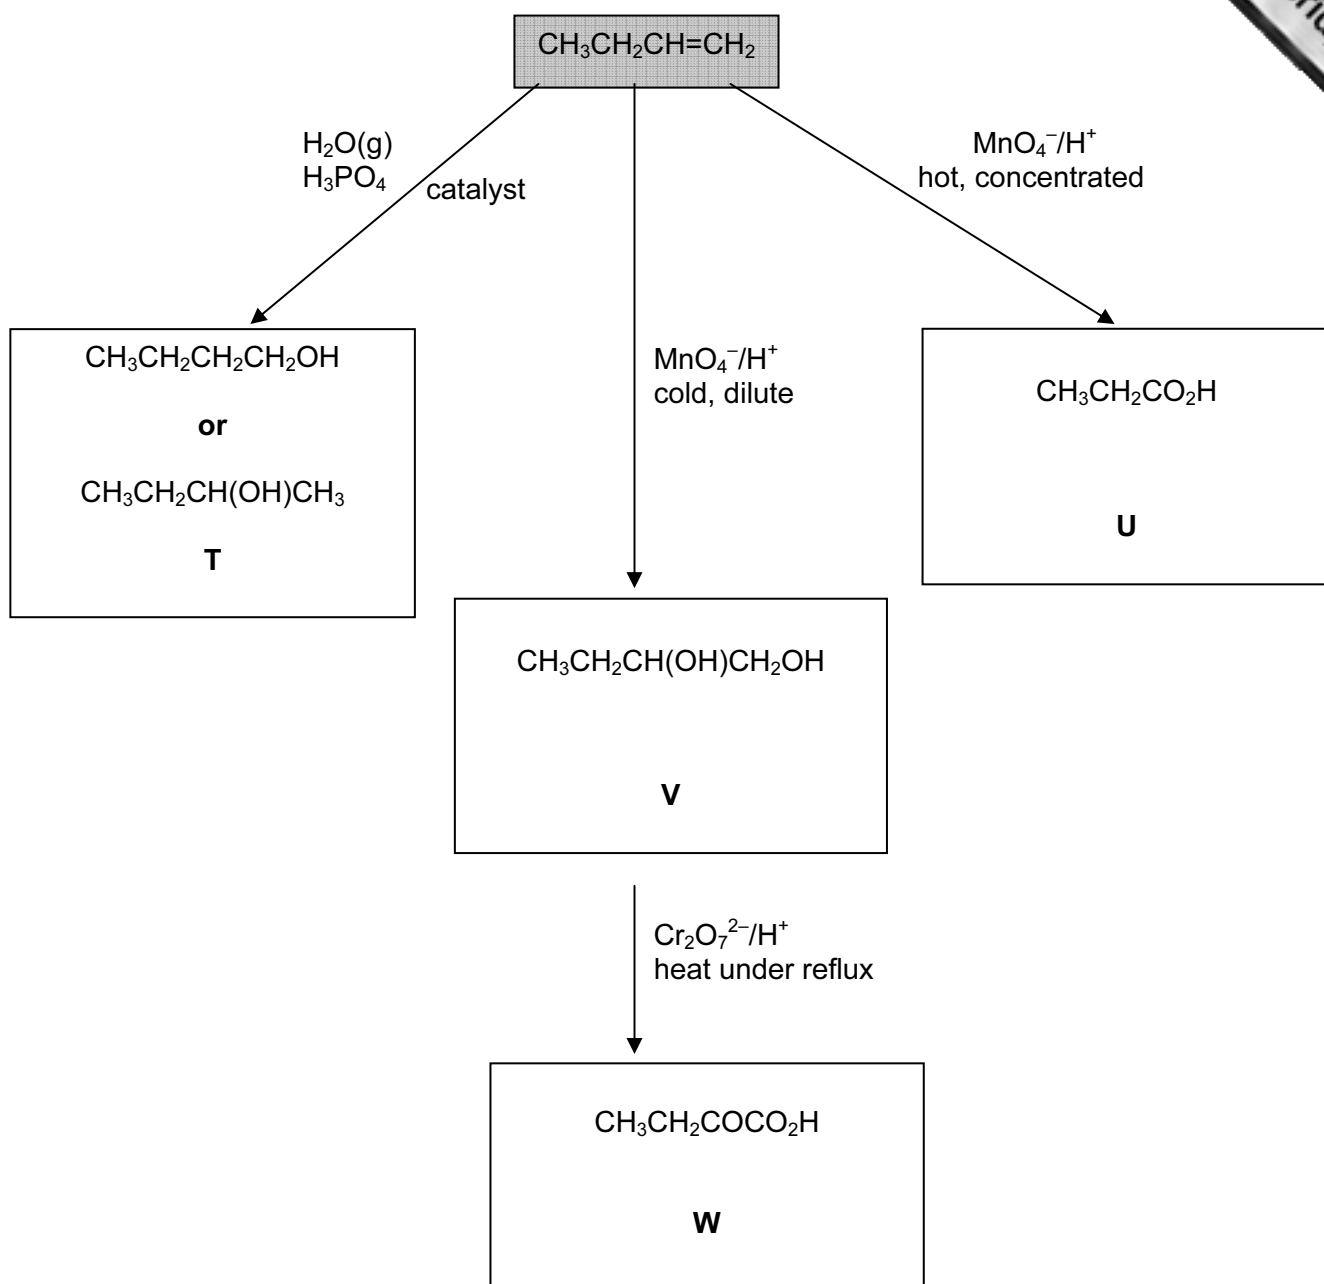 CH₃CH₂CH=CH₂
H₂O(g)
H₃PO₄
catalyst
MnO₄⁻/H⁺
hot, concentrated
CH₃CH₂CH₂CH₂OH
or
CH₃CH₂CH(OH)CH₃
T
MnO₄⁻/H⁺
cold, dilute
CH₃CH₂CO₂H
U
CH₃CH₂CH(OH)CH₂OH
V
Cr₂O₇²⁻/H⁺
heat under reflux
CH₃CH₂COCO₂H
W